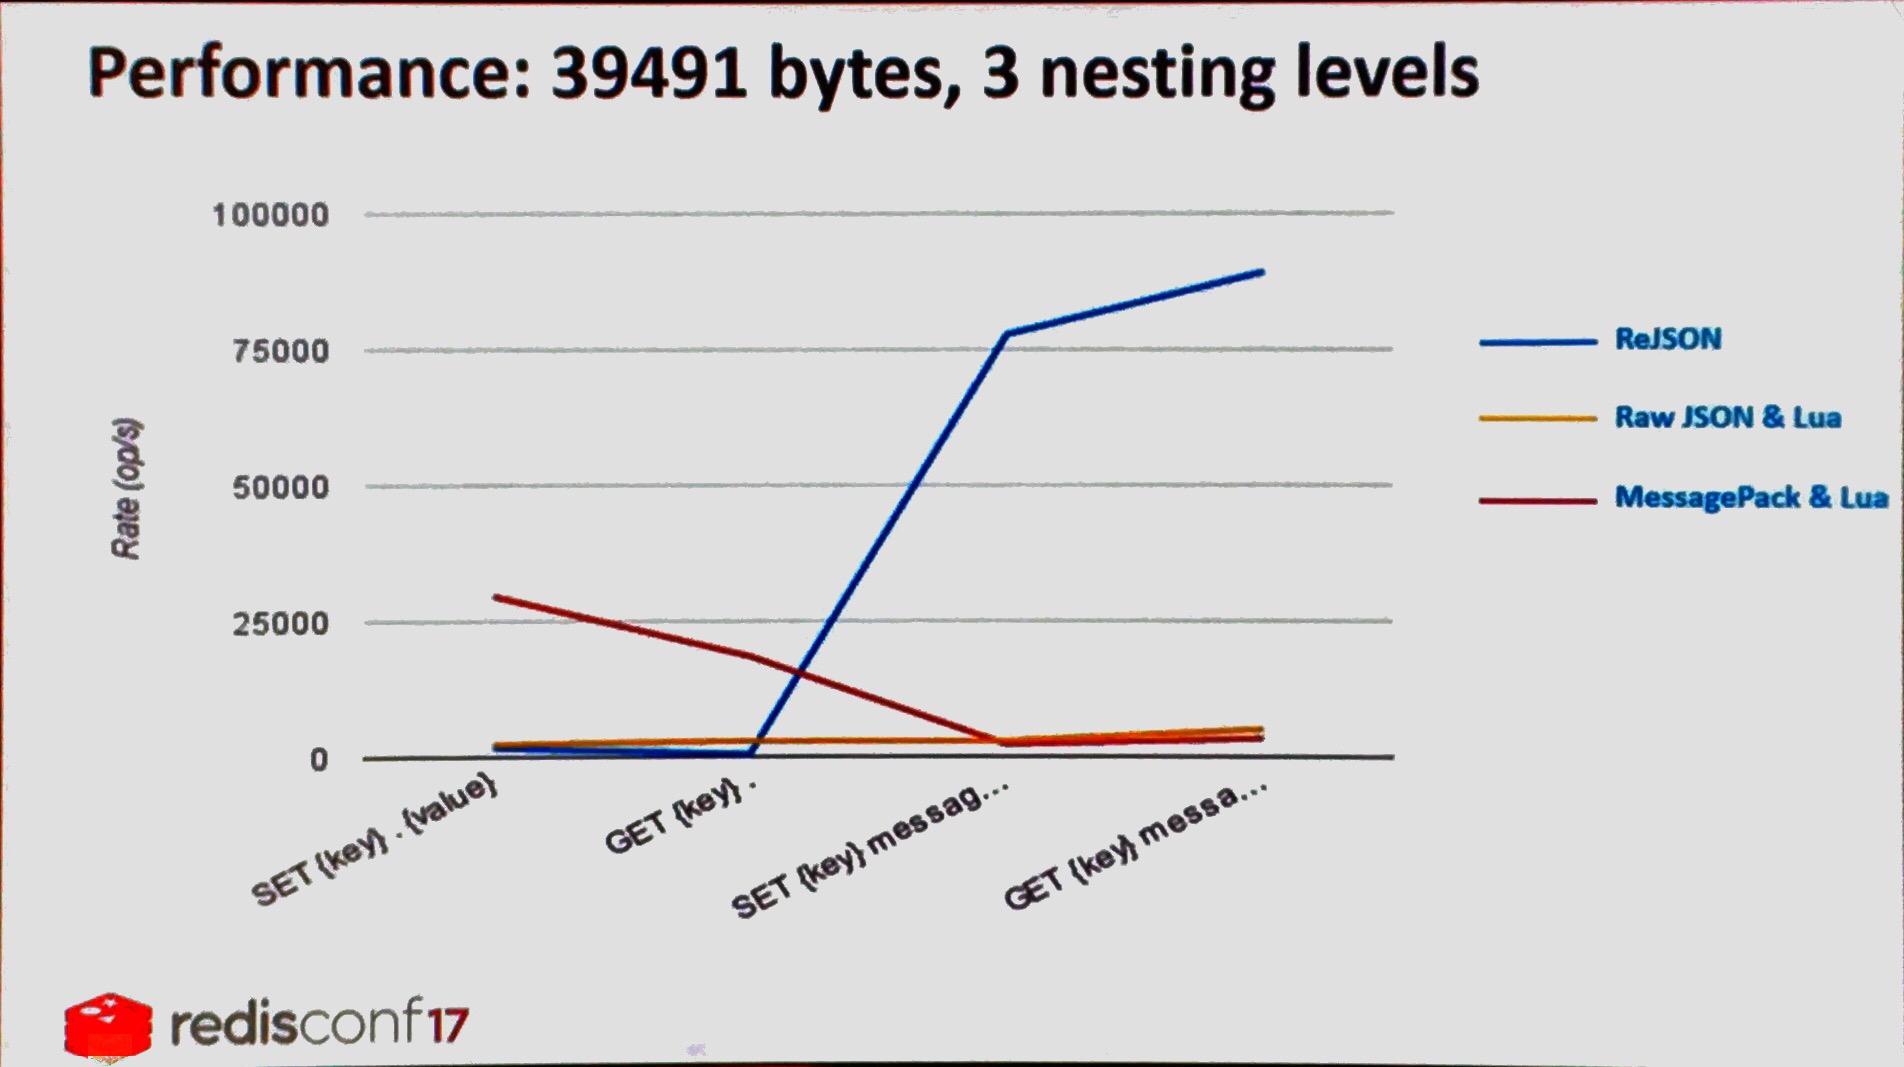 Performance: 39491 bytes, 3 nesting levels
100000
75000
50000
25000
0
Rate (op/s)
ReJSON
Raw JSON & Lua
MessagePack & Lua
SET {key} . {value}
GET {key} .
SET {key} messag...
GET {key} messa...
redisconf17